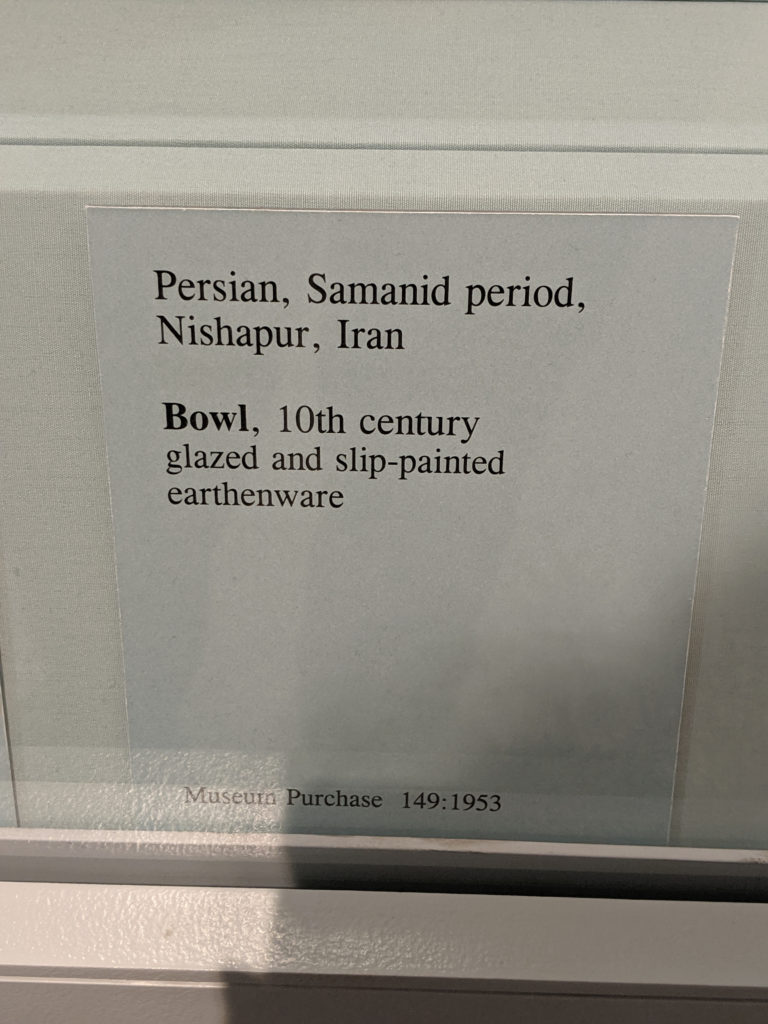 Persian, Samanid period,
Nishapur, Iran
Bowl, 10th century
glazed and slip-painted
earthenware
Museum Purchase 149:1953